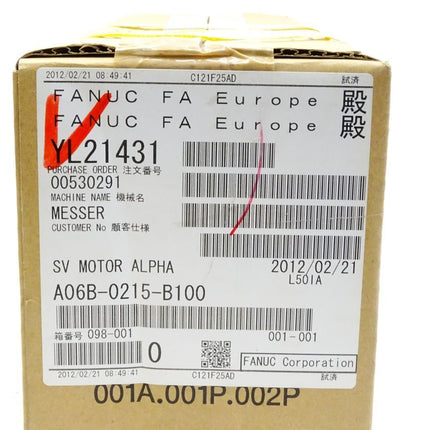 2012/02/21 08:49:41 C121F25AD 試済
FANUC FA Europe 殿
FANUC FA Europe 殿
YL21431
PURCHASE ORDER 注文番号
00530291
MACHINE NAME 機械名
MESSER
CUSTOMER No 顧客仕様
SV MOTOR ALPHA 2012/02/21
L50IA
A06B-0215-B100
箱番号 098-001 001-001
0 FANUC Corporation
2012/02/21 08:49:41 C121F25AD 試済
001A.001P.002P